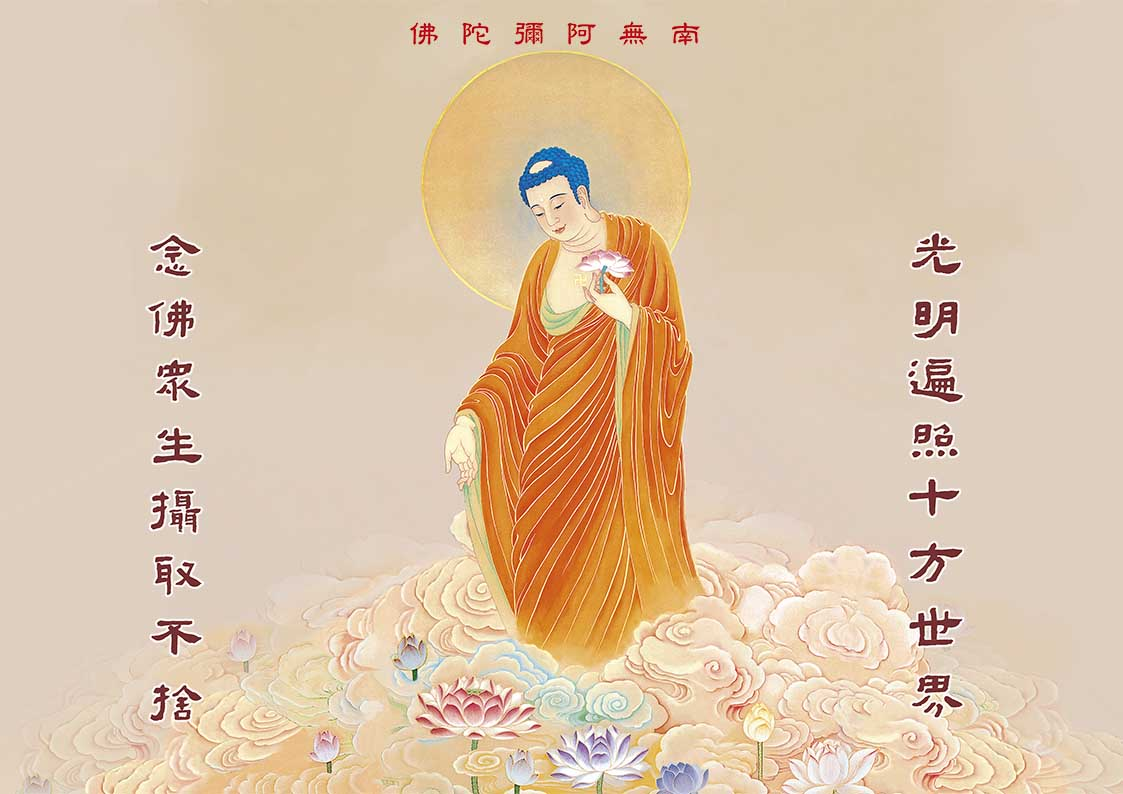 南無阿彌陀佛
光明遍照十方世界
念佛眾生攝取不捨